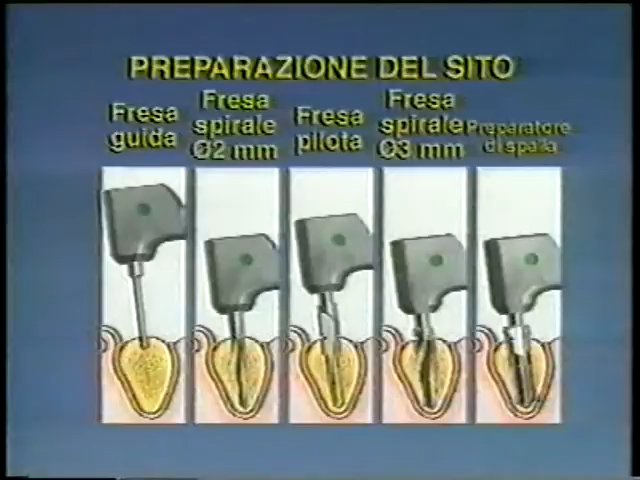 PREPARAZIONE DEL SITO
Fresa
guida
Fresa
spirale
Ø2 mm
Fresa
pilota
Fresa
spirale
Ø3 mm
Preparatore
di spalla